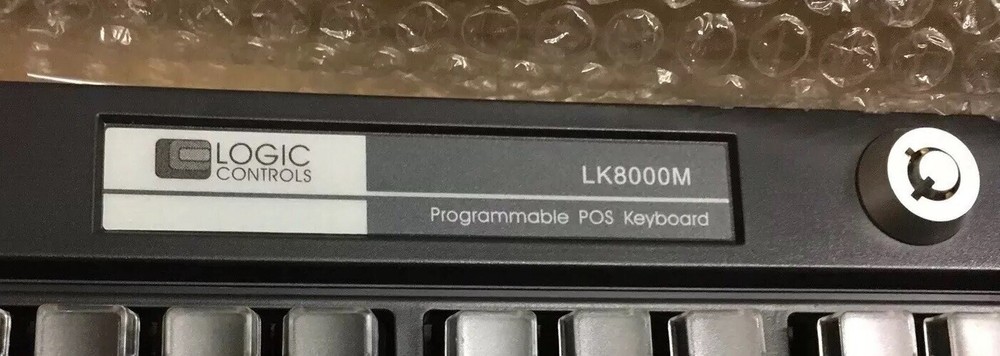 LOGIC
CONTROLS
LK8000M
Programmable POS Keyboard